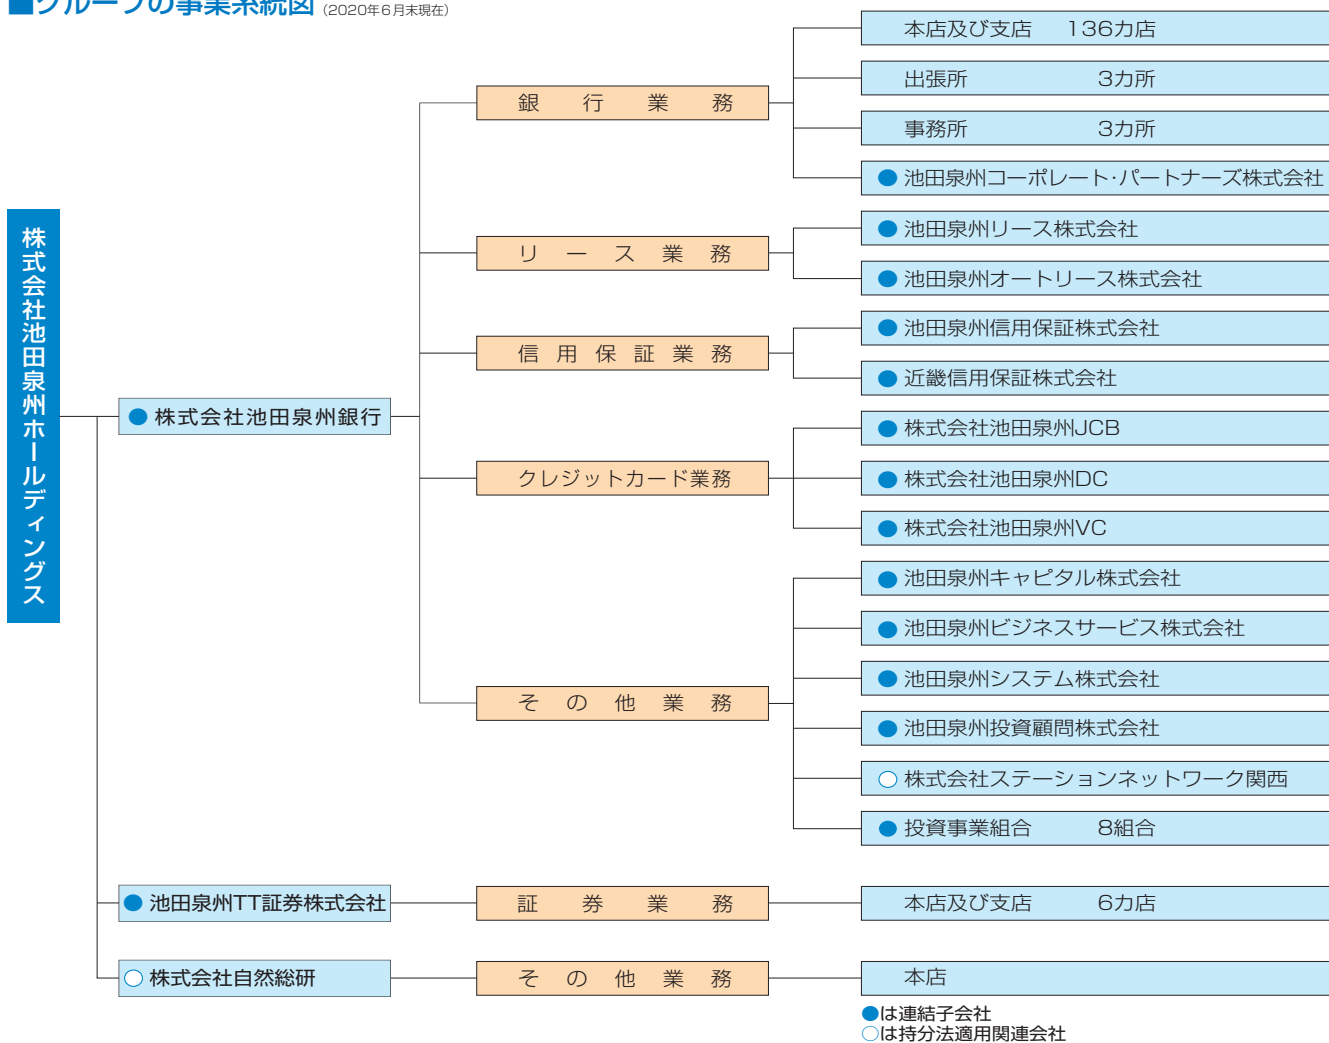 ■グループの事業系統図（2020年6月末現在）
株式会社池田泉州ホールディングス
●株式会社池田泉州銀行
銀行業務
本店及び支店 136カ店
出張所 3カ所
事務所 3カ所
●池田泉州コーポレート・パートナーズ株式会社
リース業務
●池田泉州リース株式会社
●池田泉州オートリース株式会社
信用保証業務
●池田泉州信用保証株式会社
●近畿信用保証株式会社
クレジットカード業務
●株式会社池田泉州JCB
●株式会社池田泉州DC
●株式会社池田泉州VC
その他業務
●池田泉州キャピタル株式会社
●池田泉州ビジネスサービス株式会社
●池田泉州システム株式会社
●池田泉州投資顧問株式会社
○株式会社ステーションネットワーク関西
●投資事業組合 8組合
●池田泉州TT証券株式会社
証券業務
本店及び支店 6カ店
○株式会社自然総研
その他業務
本店
●は連結子会社
○は持分法適用関連会社